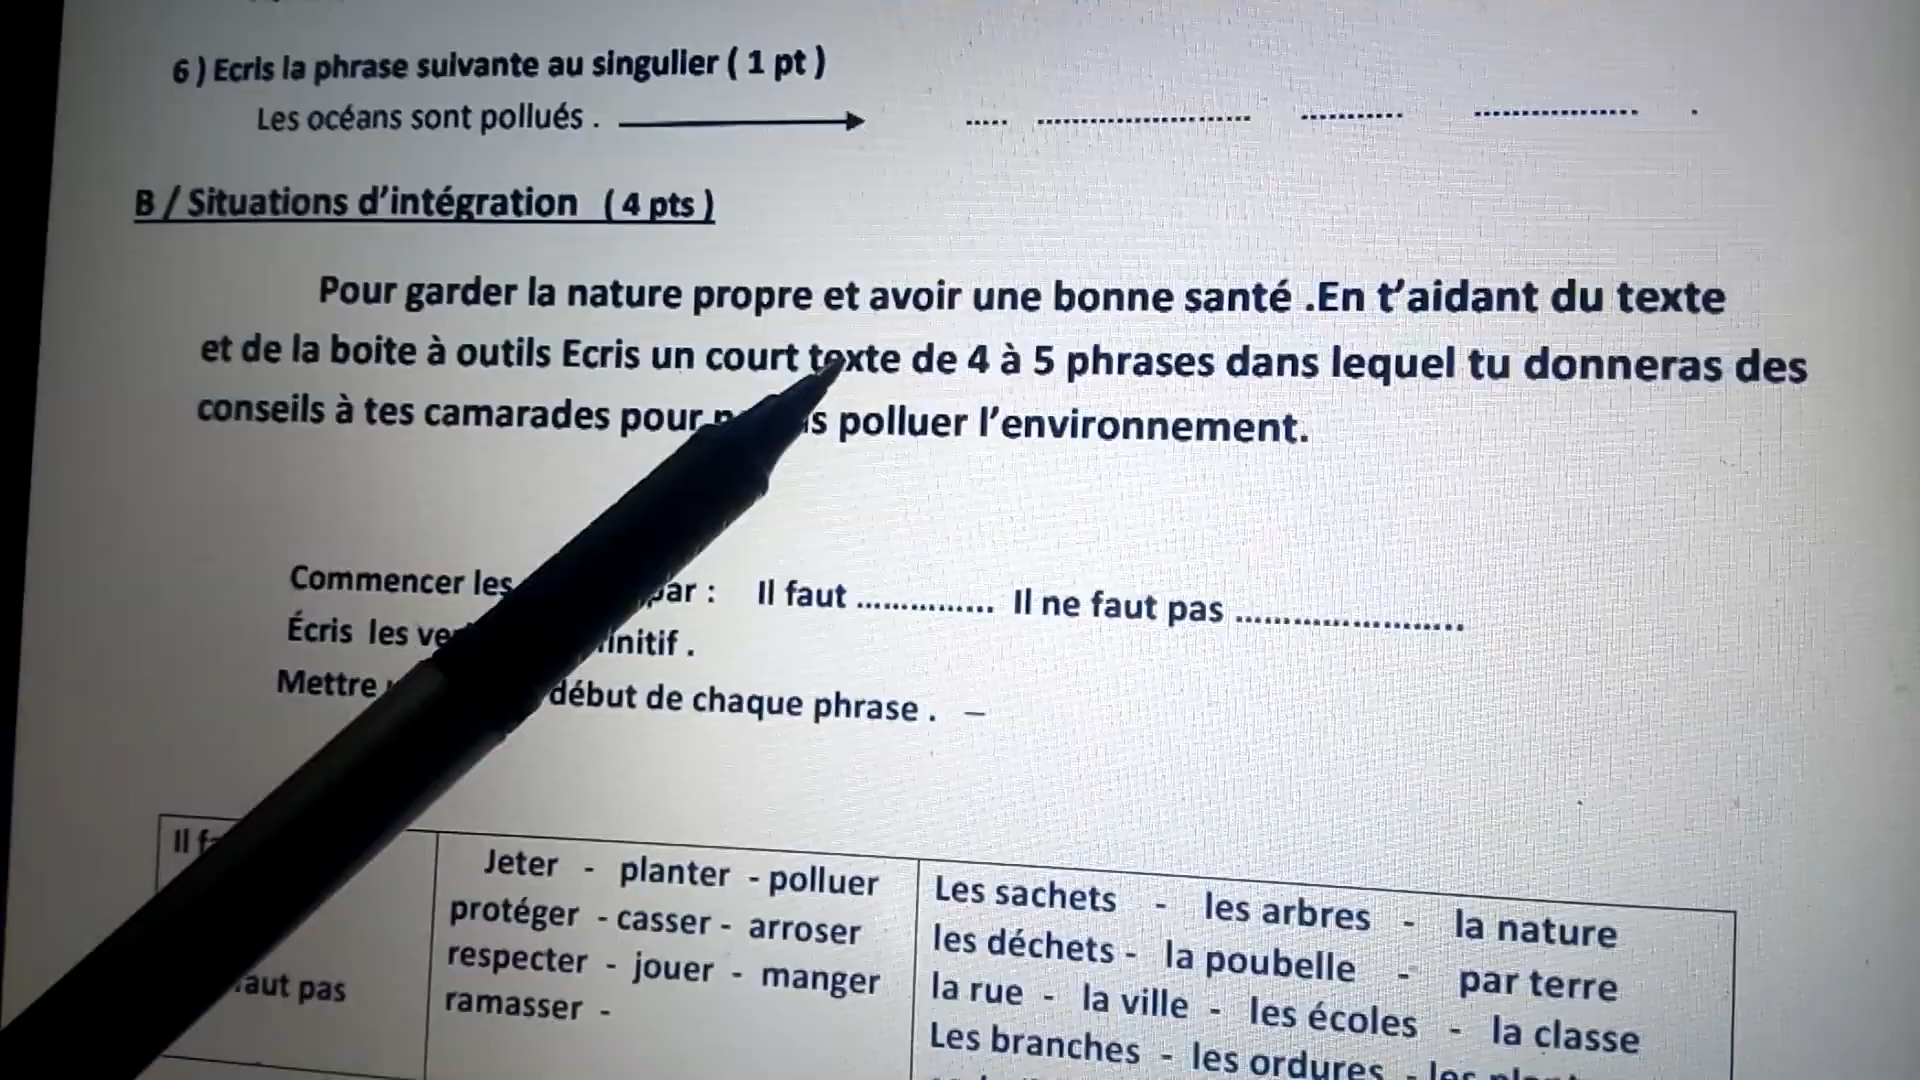 6 ) Ecris la phrase suivante au singulier ( 1 pt )
Les océans sont pollués . ..... ........................ ........... .................. .
B / Situations d'intégration ( 4 pts )
Pour garder la nature propre et avoir une bonne santé .En t'aidant du texte
et de la boite à outils Ecris un court texte de 4 à 5 phrases dans lequel tu donneras des
conseils à tes camarades pour polluer l'environnement.
Commencer les par : Il faut ............... Il ne faut pas .........................
Écris les .
Mettre début de chaque phrase . –
Il
faut pas
Jeter - planter - polluer
protéger - casser - arroser
respecter - jouer - manger
ramasser -
Les sachets - les arbres - la nature
les déchets - la poubelle - par terre
la rue - la ville - les écoles - la classe
Les branches - les ordures -